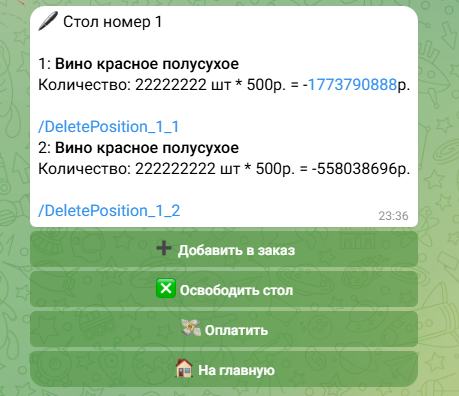 Стол номер 1
1: Вино красное полусухое
Количество: 22222222 шт * 500р. = -1773790888р.
/DeletePosition_1_1
2: Вино красное полусухое
Количество: 222222222 шт * 500р. = -558038696р.
/DeletePosition_1_2
23:36
Добавить в заказ
Освободить стол
Оплатить
На главную